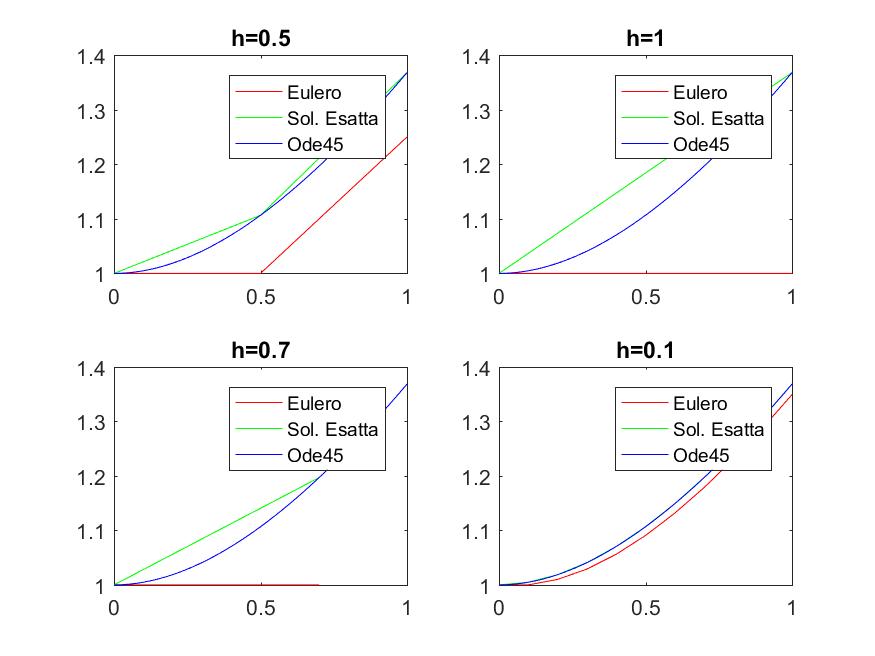 h=0.5
1.4
1.3
1.2
1.1
1
0
0.5
1
Eulero
Sol. Esatta
Ode45
h=1
1.4
1.3
1.2
1.1
1
0
0.5
1
Eulero
Sol. Esatta
Ode45
h=0.7
1.4
1.3
1.2
1.1
1
0
0.5
1
Eulero
Sol. Esatta
Ode45
h=0.1
1.4
1.3
1.2
1.1
1
0
0.5
1
Eulero
Sol. Esatta
Ode45